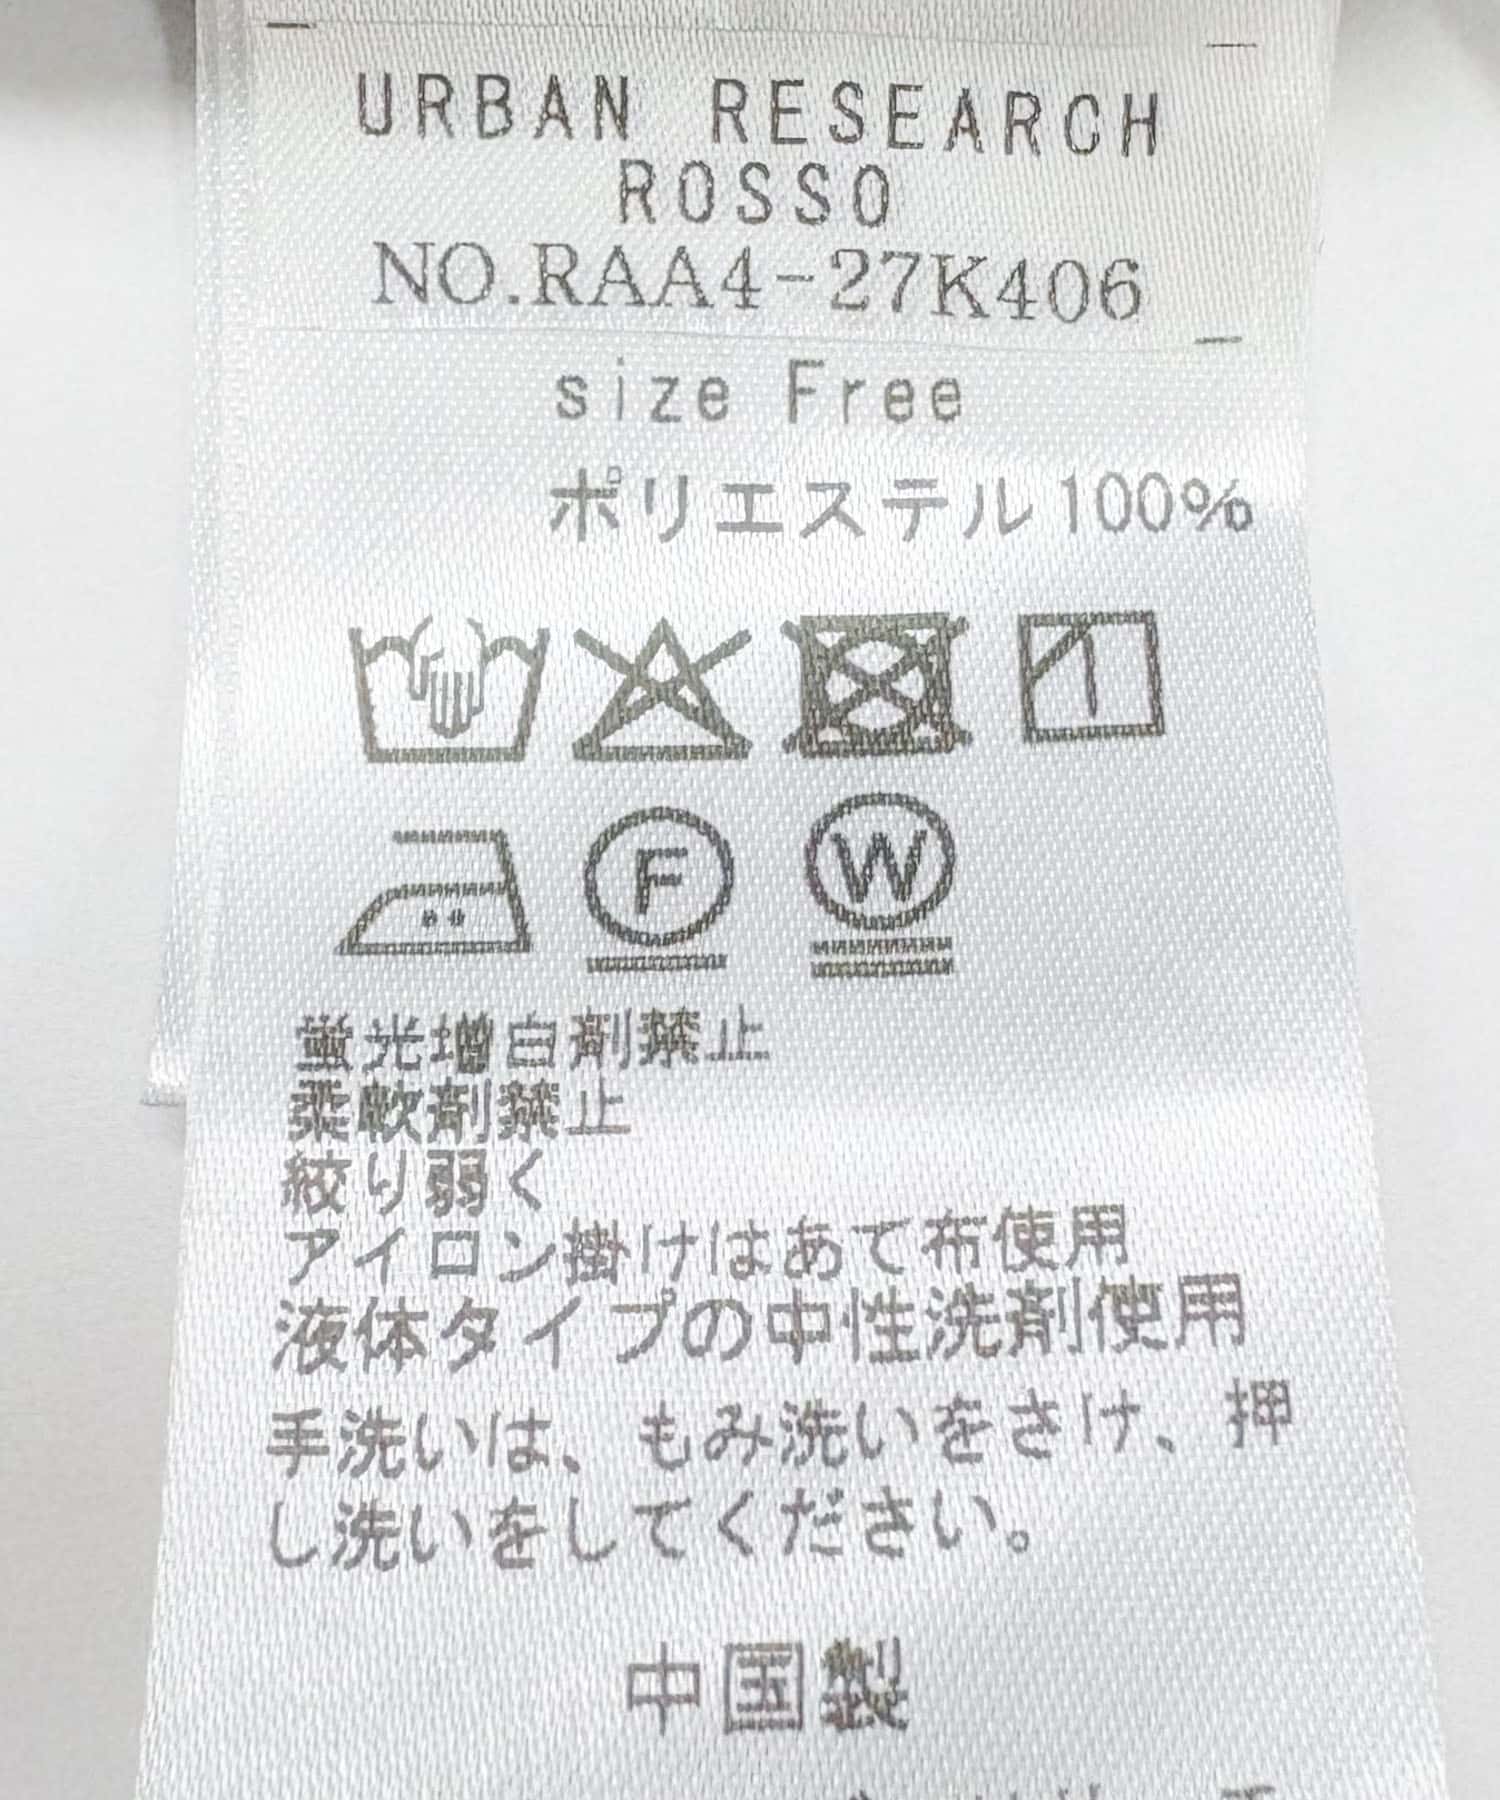 URBAN RESEARCH
ROSSO
NO.RAA4-27K406
size Free
ポリエステル100%
F
W
蛍光増白剤禁止
柔軟剤禁止
絞り弱く
アイロン掛けはあて布使用
液体タイプの中性洗剤使用
手洗いは、もみ洗いをさけ、押
し洗いをしてください。
中国製